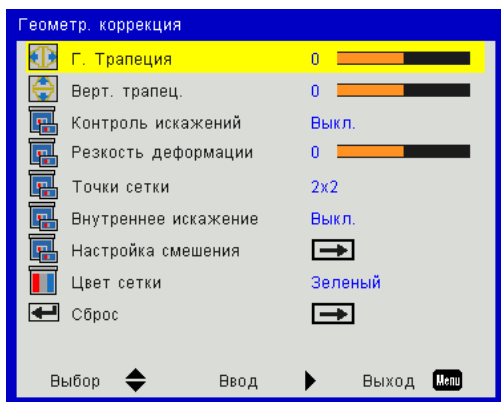 Геометр. коррекция
Г. Трапеция 0
Верт. трапец. 0
Контроль искажений Выкл.
Резкость деформации 0
Точки сетки 2x2
Внутреннее искажение Выкл.
Настройка смешения
Цвет сетки Зеленый
Сброс
Выбор Ввод Выход Menu